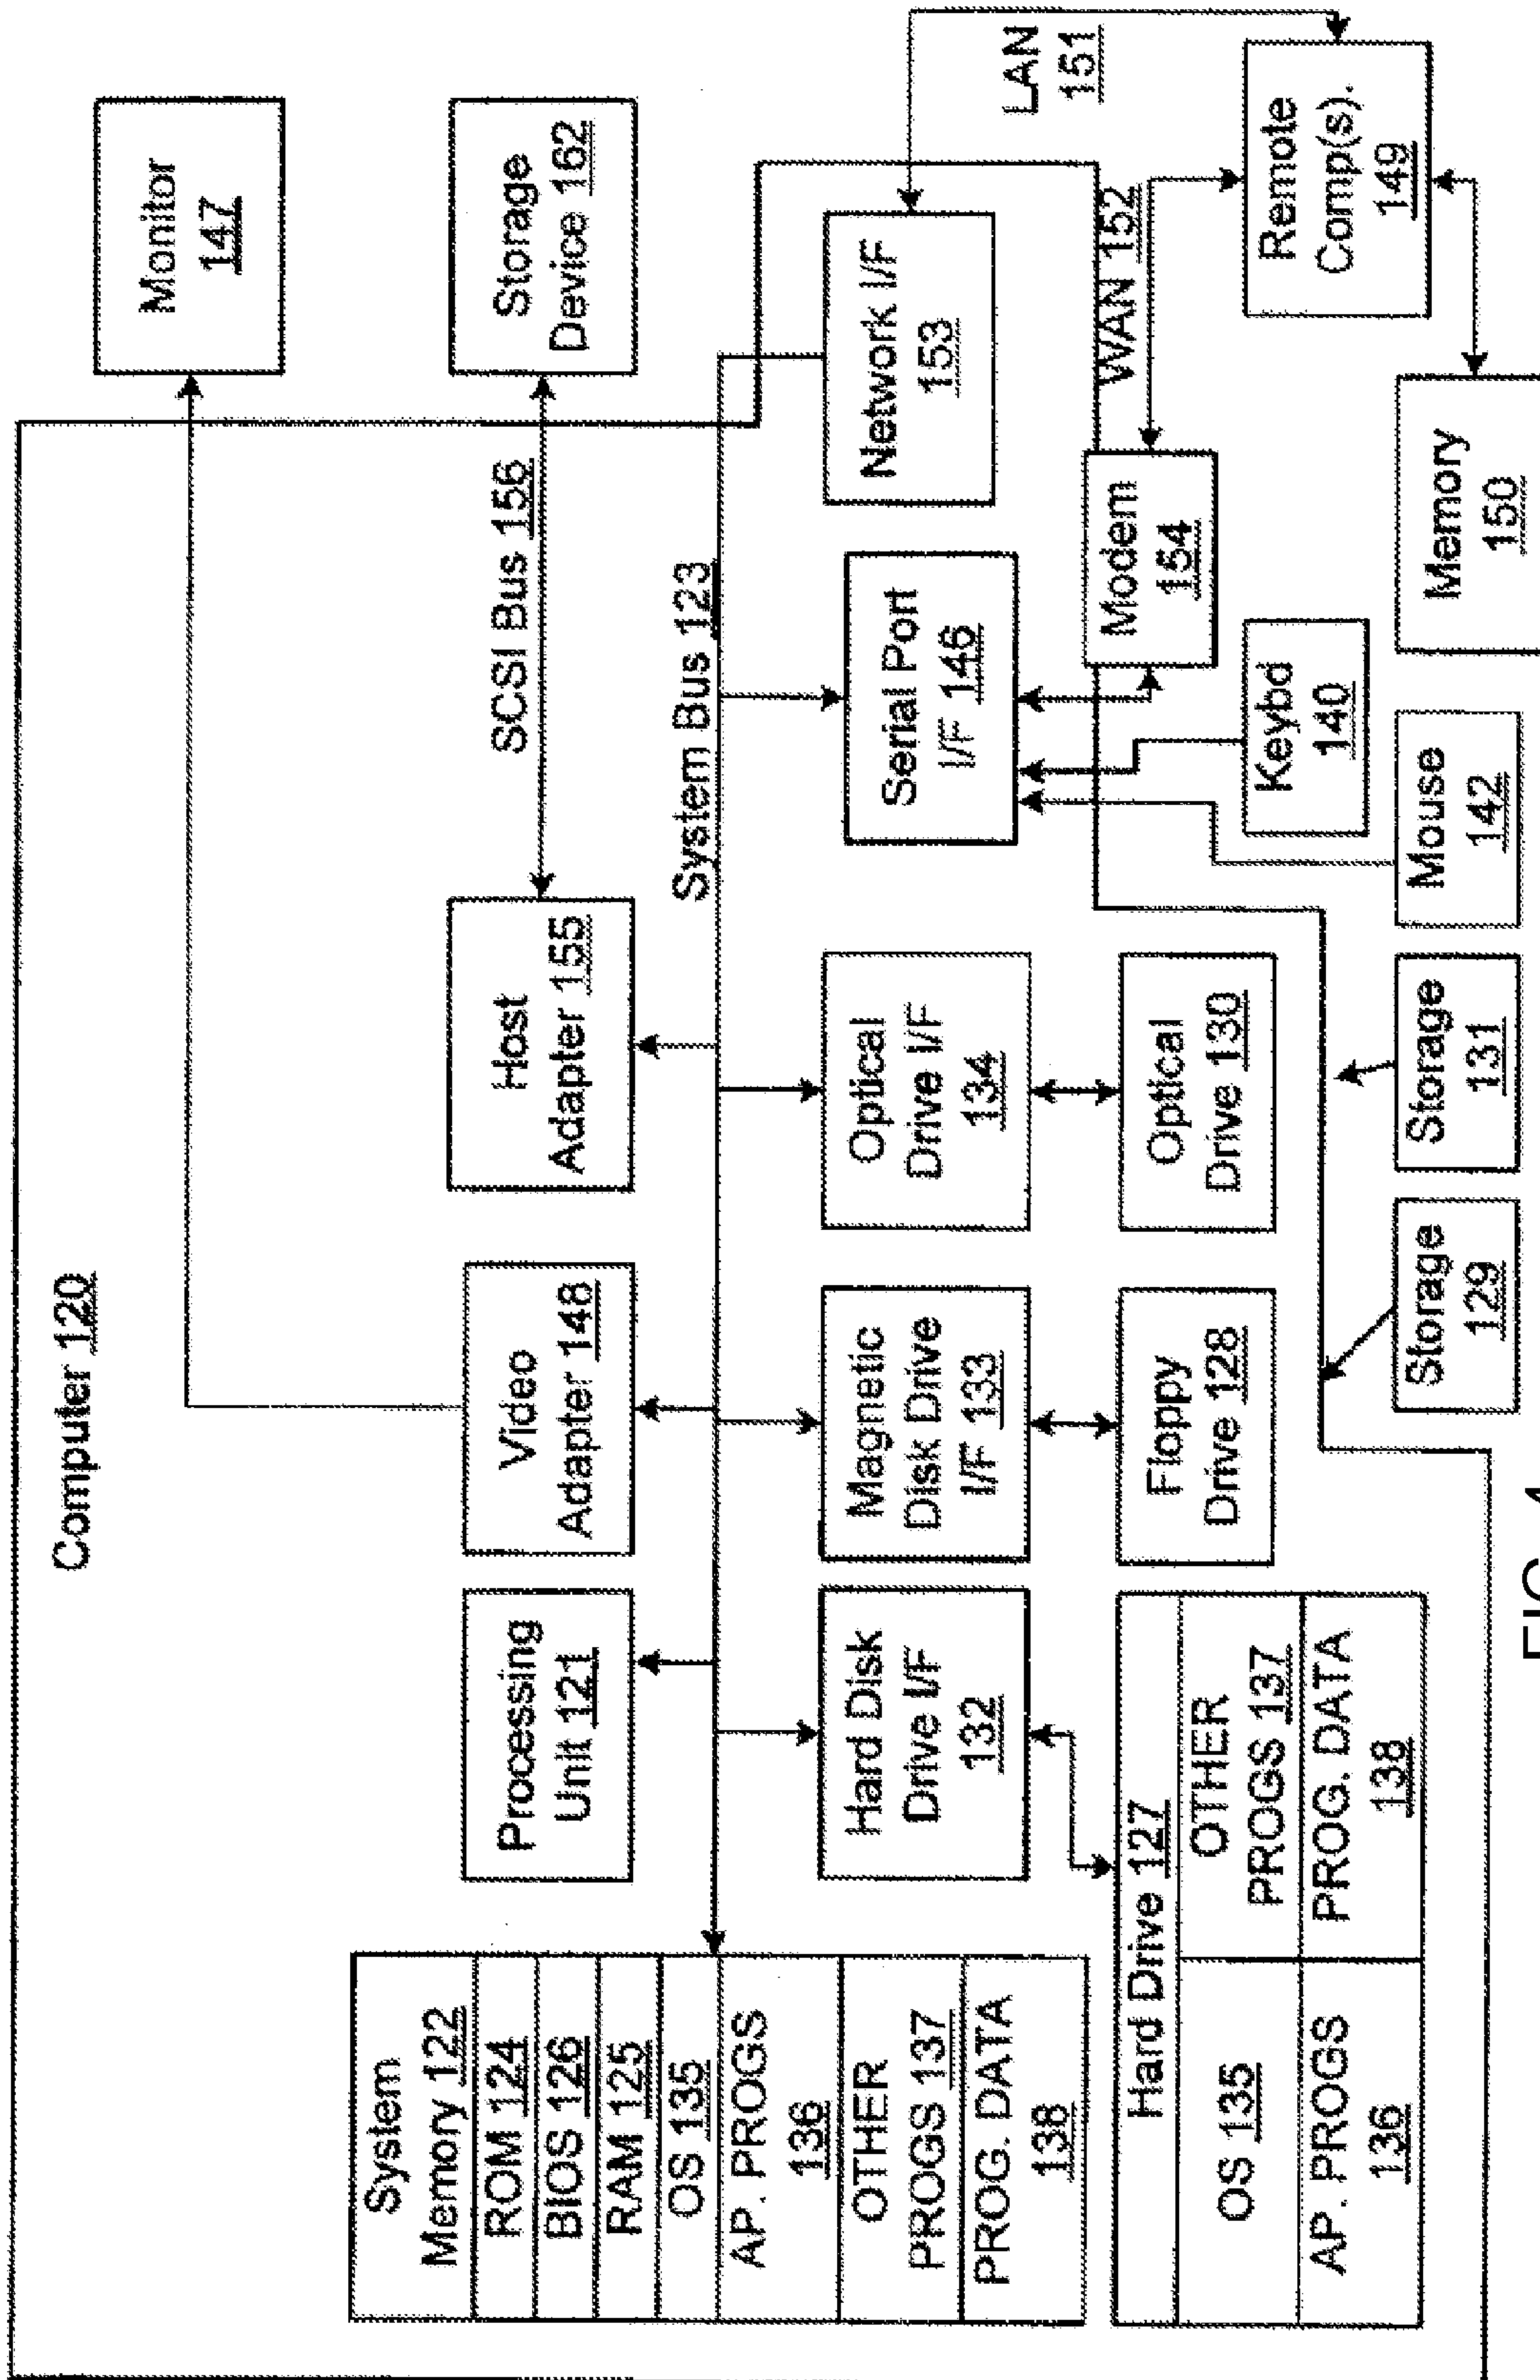 Computer 120
Monitor
147
Storage
Device 162
SCSI Bus 156
Host
Adapter 155
Video
Adapter 148
Processing
Unit 121
System
Memory 122
ROM 124
BIOS 126
RAM 125
OS 135
AP. PROGS
136
OTHER
PROGS 137
PROG. DATA
138
System Bus 123
Hard Disk
Drive I/F
132
Magnetic
Disk Drive
I/F 133
Optical
Drive I/F
134
Serial Port
I/F 146
Network I/F
153
LAN
151
Hard Drive 127
OS 135
OTHER
PROGS 137
AP. PROGS
136
PROG. DATA
138
Floppy
Drive 128
Optical
Drive 130
Modem
154
WAN 152
Remote
Comp(s).
149
Storage
129
Storage
131
Mouse
142
Keybd
140
Memory
150